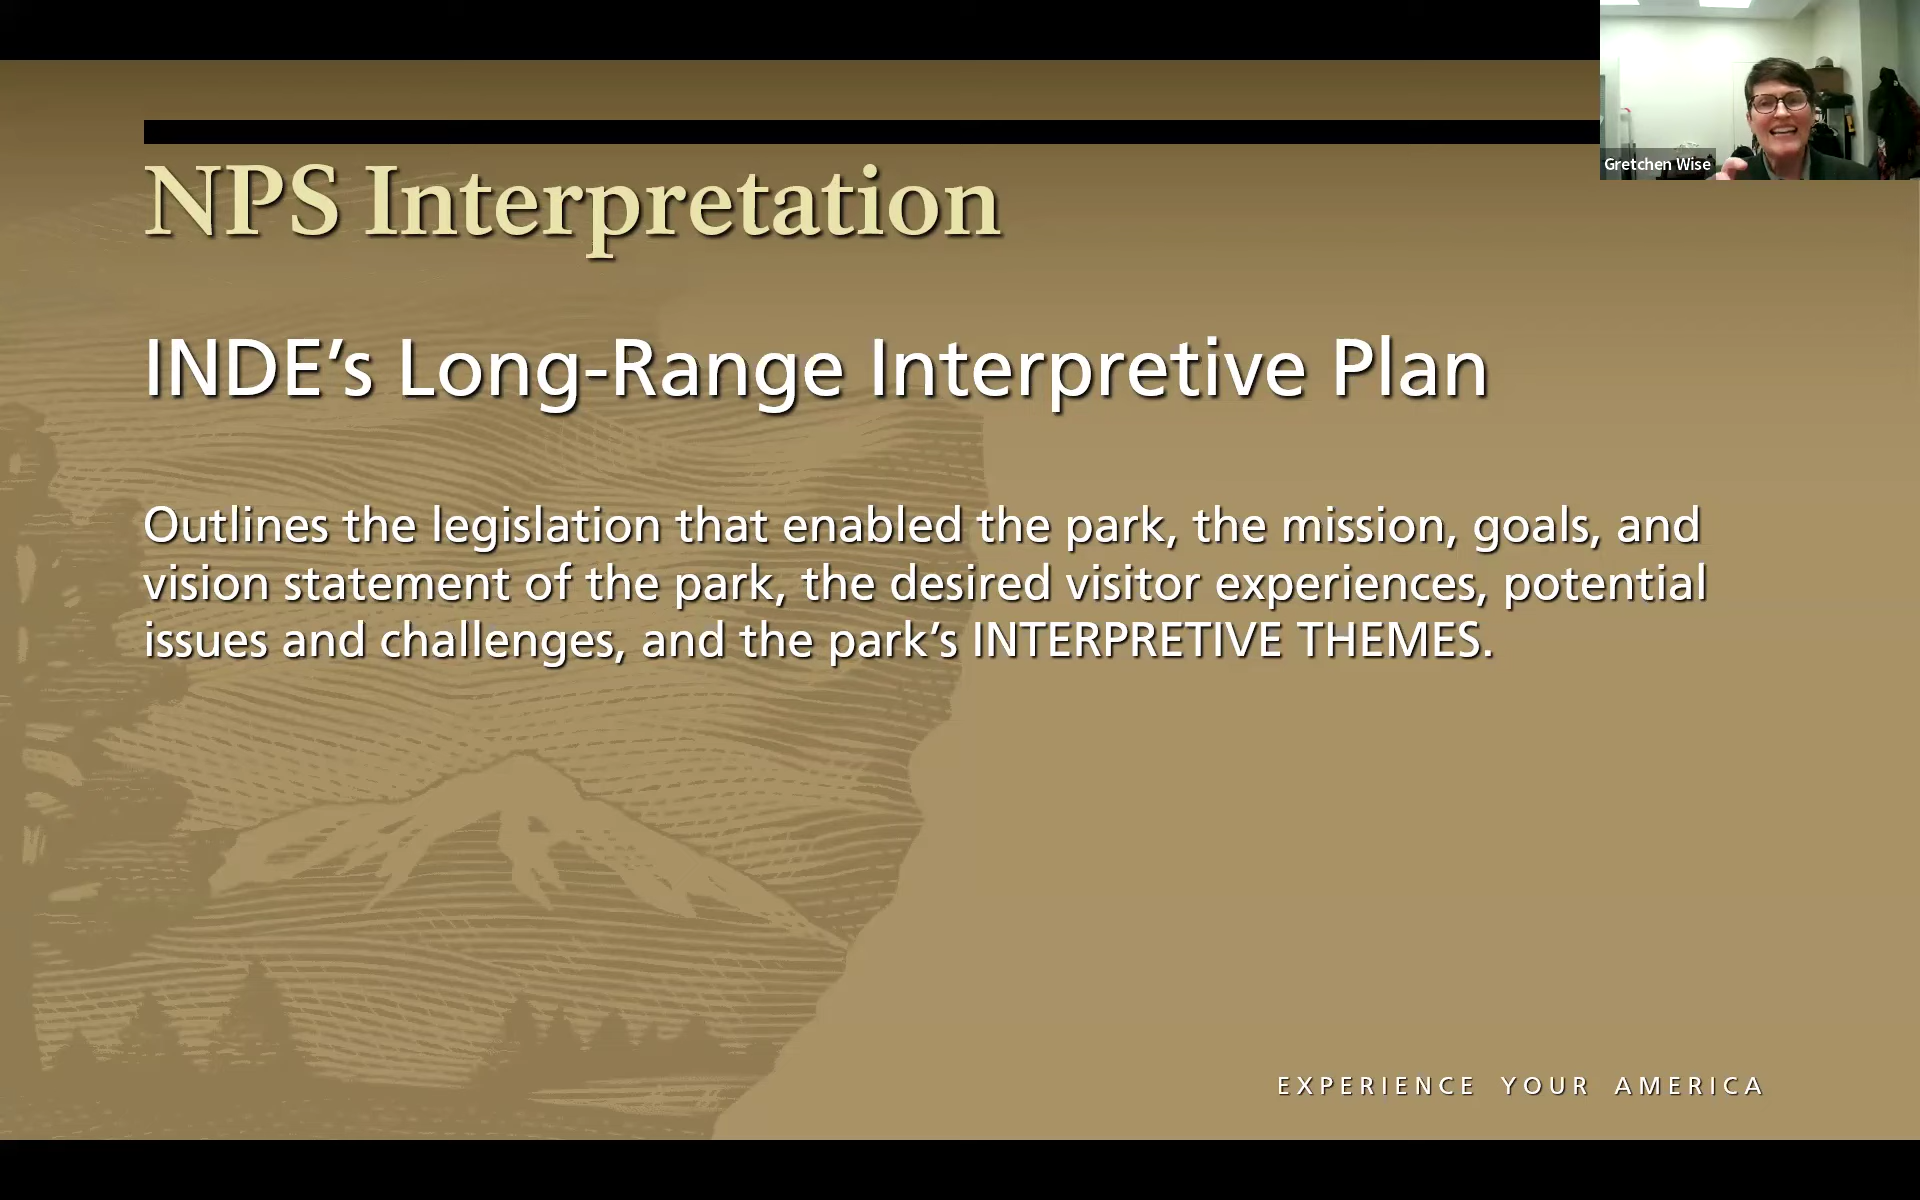 Gretchen Wise
NPS Interpretation
INDE’s Long-Range Interpretive Plan
Outlines the legislation that enabled the park, the mission, goals, and
vision statement of the park, the desired visitor experiences, potential
issues and challenges, and the park’s INTERPRETIVE THEMES.
EXPERIENCE YOUR AMERICA